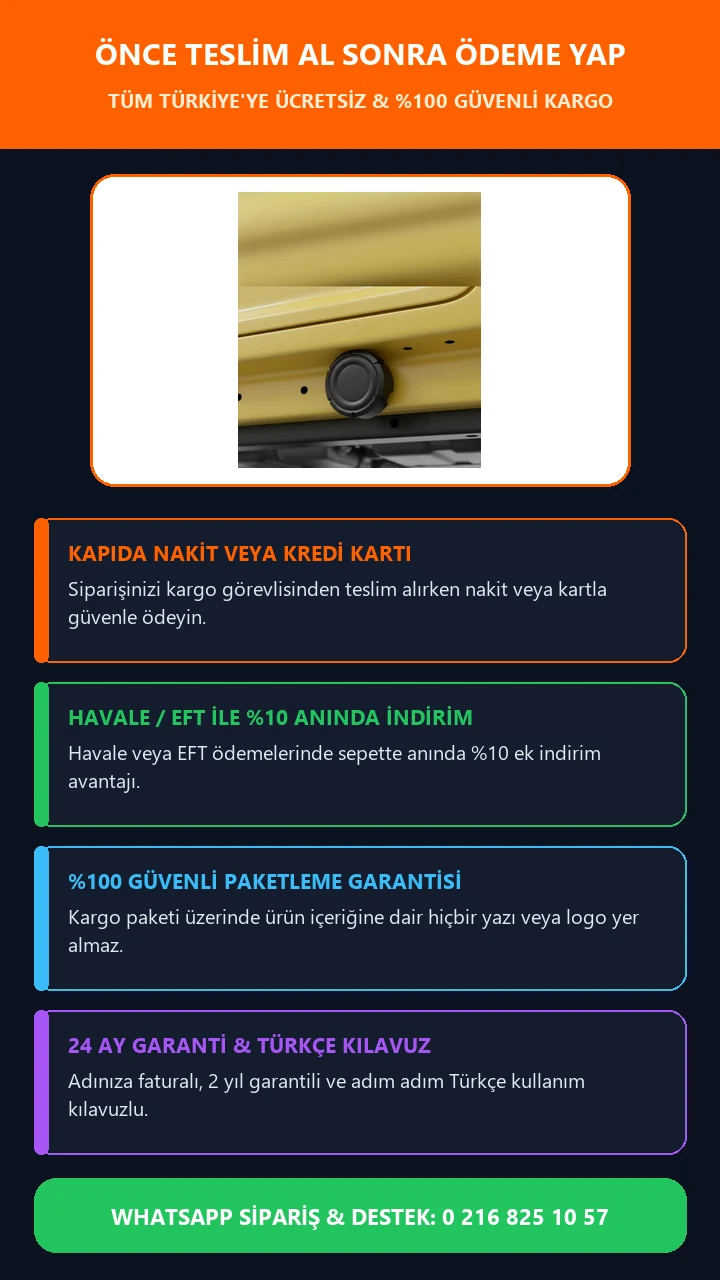 ÖNCE TESLİM AL SONRA ÖDEME YAP
TÜM TÜRKİYE'YE ÜCRETSİZ & %100 GÜVENLİ KARGO
KAPIDA NAKİT VEYA KREDİ KARTI
Siparişinizi kargo görevlisinden teslim alırken nakit veya kartla
güvenle ödeyin.
HAVALE / EFT İLE %10 ANINDA İNDİRİM
Havale veya EFT ödemelerinde sepette anında %10 ek indirim
avantajı.
%100 GÜVENLİ PAKETLEME GARANTİSİ
Kargo paketi üzerinde ürün içeriğine dair hiçbir yazı veya logo yer
almaz.
24 AY GARANTİ & TÜRKÇE KILAVUZ
Adınıza faturalı, 2 yıl garantili ve adım adım Türkçe kullanım
kılavuzlu.
WHATSAPP SİPARİŞ & DESTEK: 0 216 825 10 57